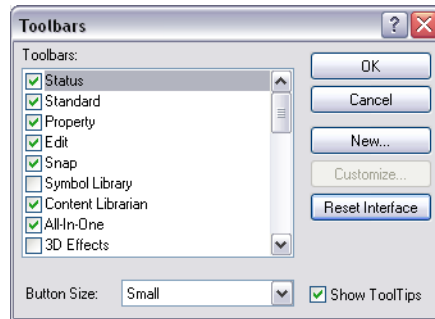 Toolbars
Toolbars:
Status
Standard
Property
Edit
Snap
Symbol Library
Content Librarian
All-In-One
3D Effects
OK
Cancel
New...
Customize...
Reset Interface
Button Size: Small
Show ToolTips